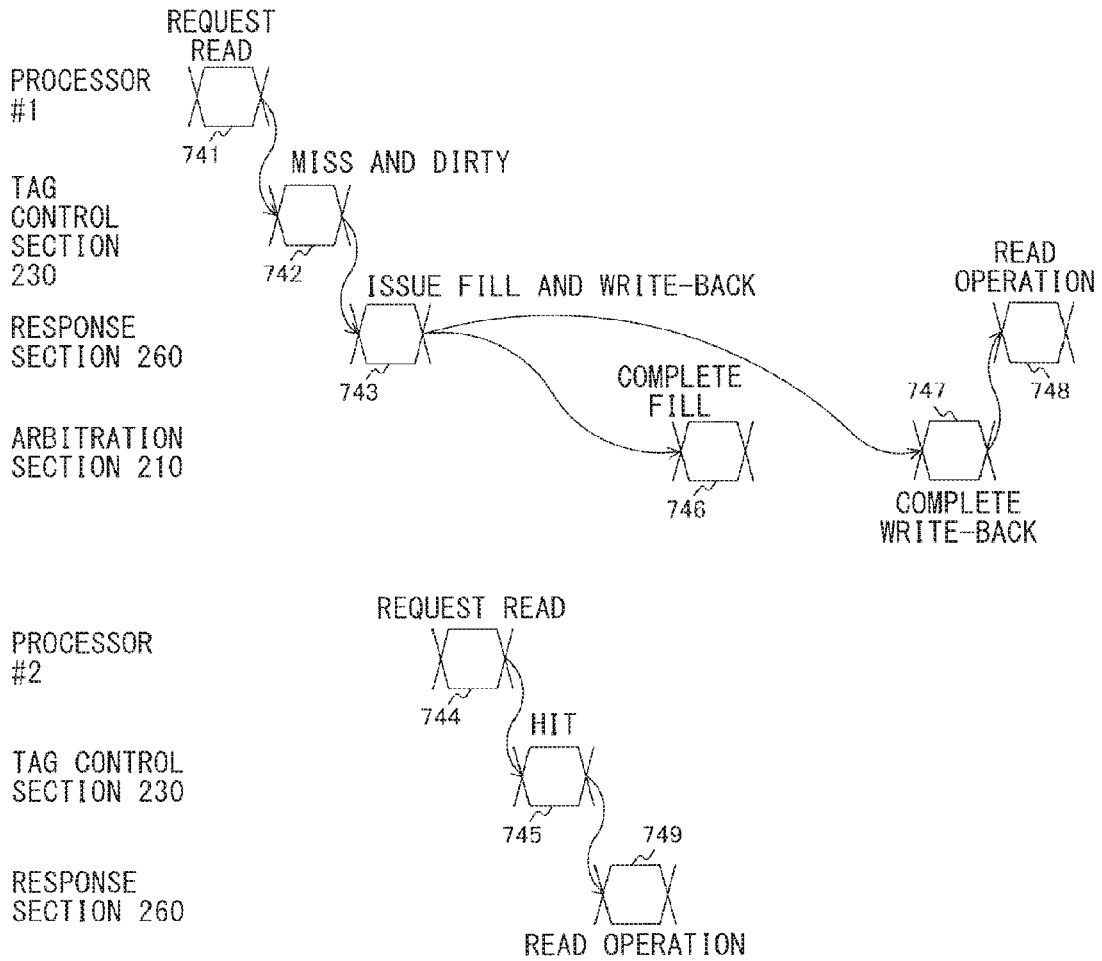 REQUEST
READ
PROCESSOR
#1
741
MISS AND DIRTY
TAG
CONTROL
SECTION
230
742
READ
OPERATION
ISSUE FILL AND WRITE-BACK
RESPONSE
SECTION 260
743
COMPLETE
FILL
747
748
ARBITRATION
SECTION 210
746
COMPLETE
WRITE-BACK
REQUEST READ
PROCESSOR
#2
744
HIT
TAG CONTROL
SECTION 230
745
749
RESPONSE
SECTION 260
READ OPERATION